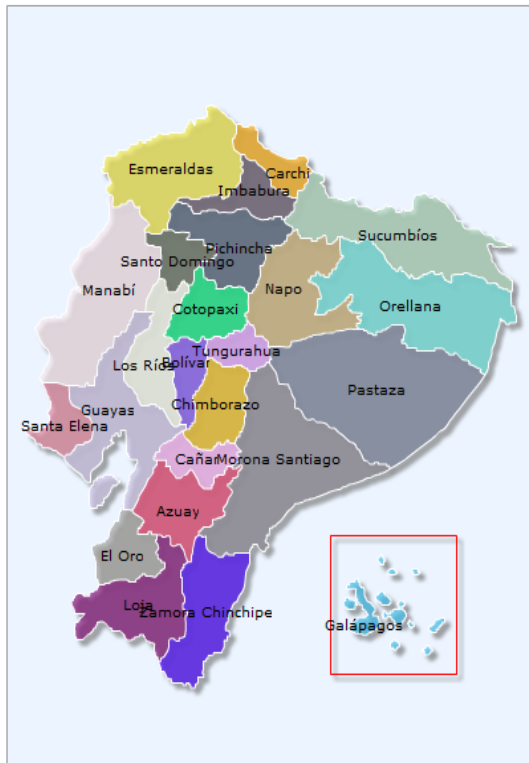 Esmeraldas
Carchi
Imbabura
Sucumbíos
Pichincha
Santo Domingo
Manabí
Napo
Cotopaxi
Orellana
Tungurahua
Los Ríos
Bolívar
Pastaza
Chimborazo
Guayas
Santa Elena
Cañar
Morona Santiago
Azuay
El Oro
Loja
Zamora Chinchipe
Galápagos